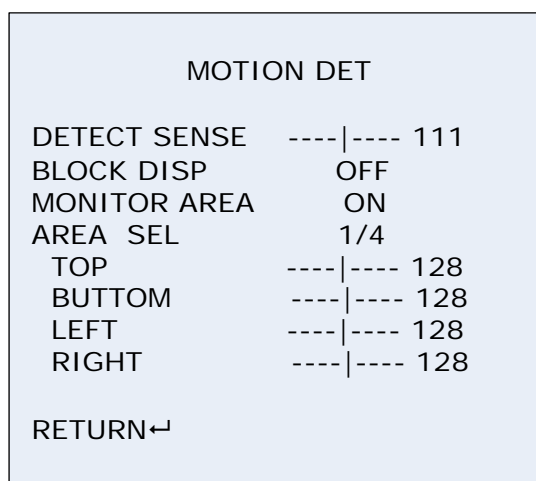 MOTION DET
DETECT SENSE ----|---- 111
BLOCK DISP OFF
MONITOR AREA ON
AREA SEL 1/4
TOP ----|---- 128
BUTTOM ----|---- 128
LEFT ----|---- 128
RIGHT ----|---- 128
RETURN↵